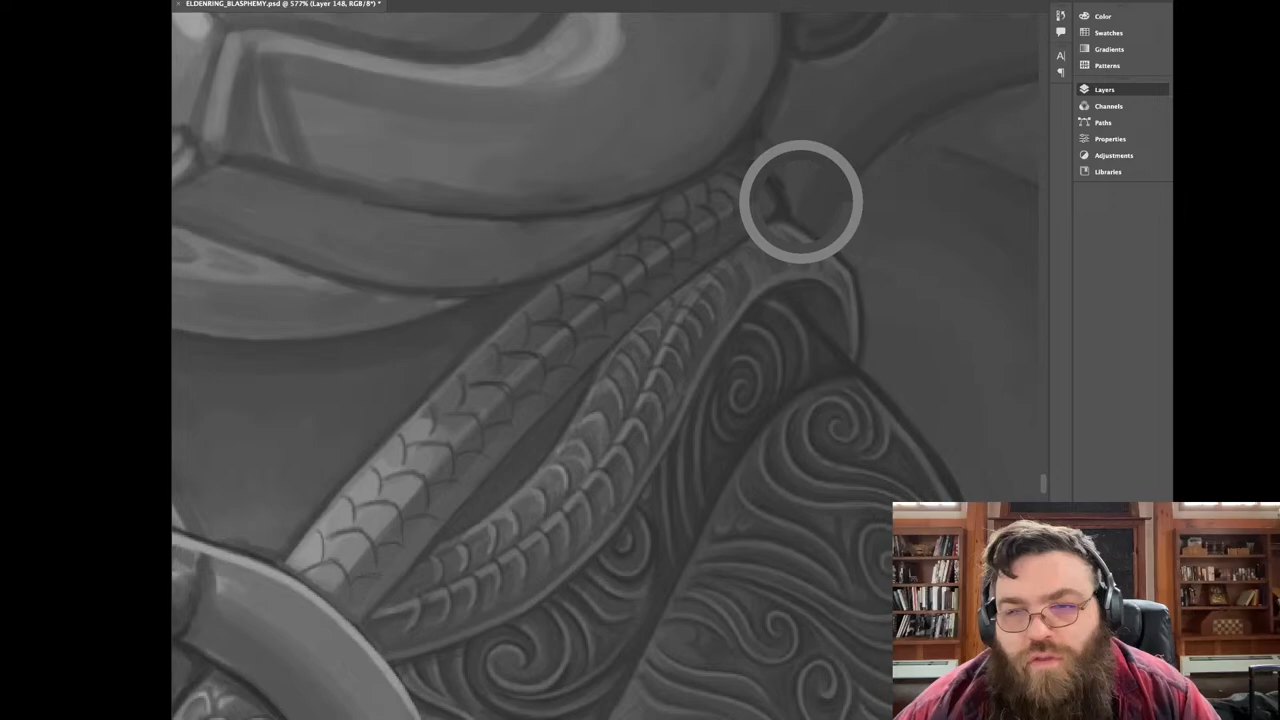 ELDENRING_BLASPHEMY.psd @ 577% (Layer 148, RGB/8*) *
Color
Swatches
Gradients
Patterns
Layers
Channels
Paths
Properties
Adjustments
Libraries